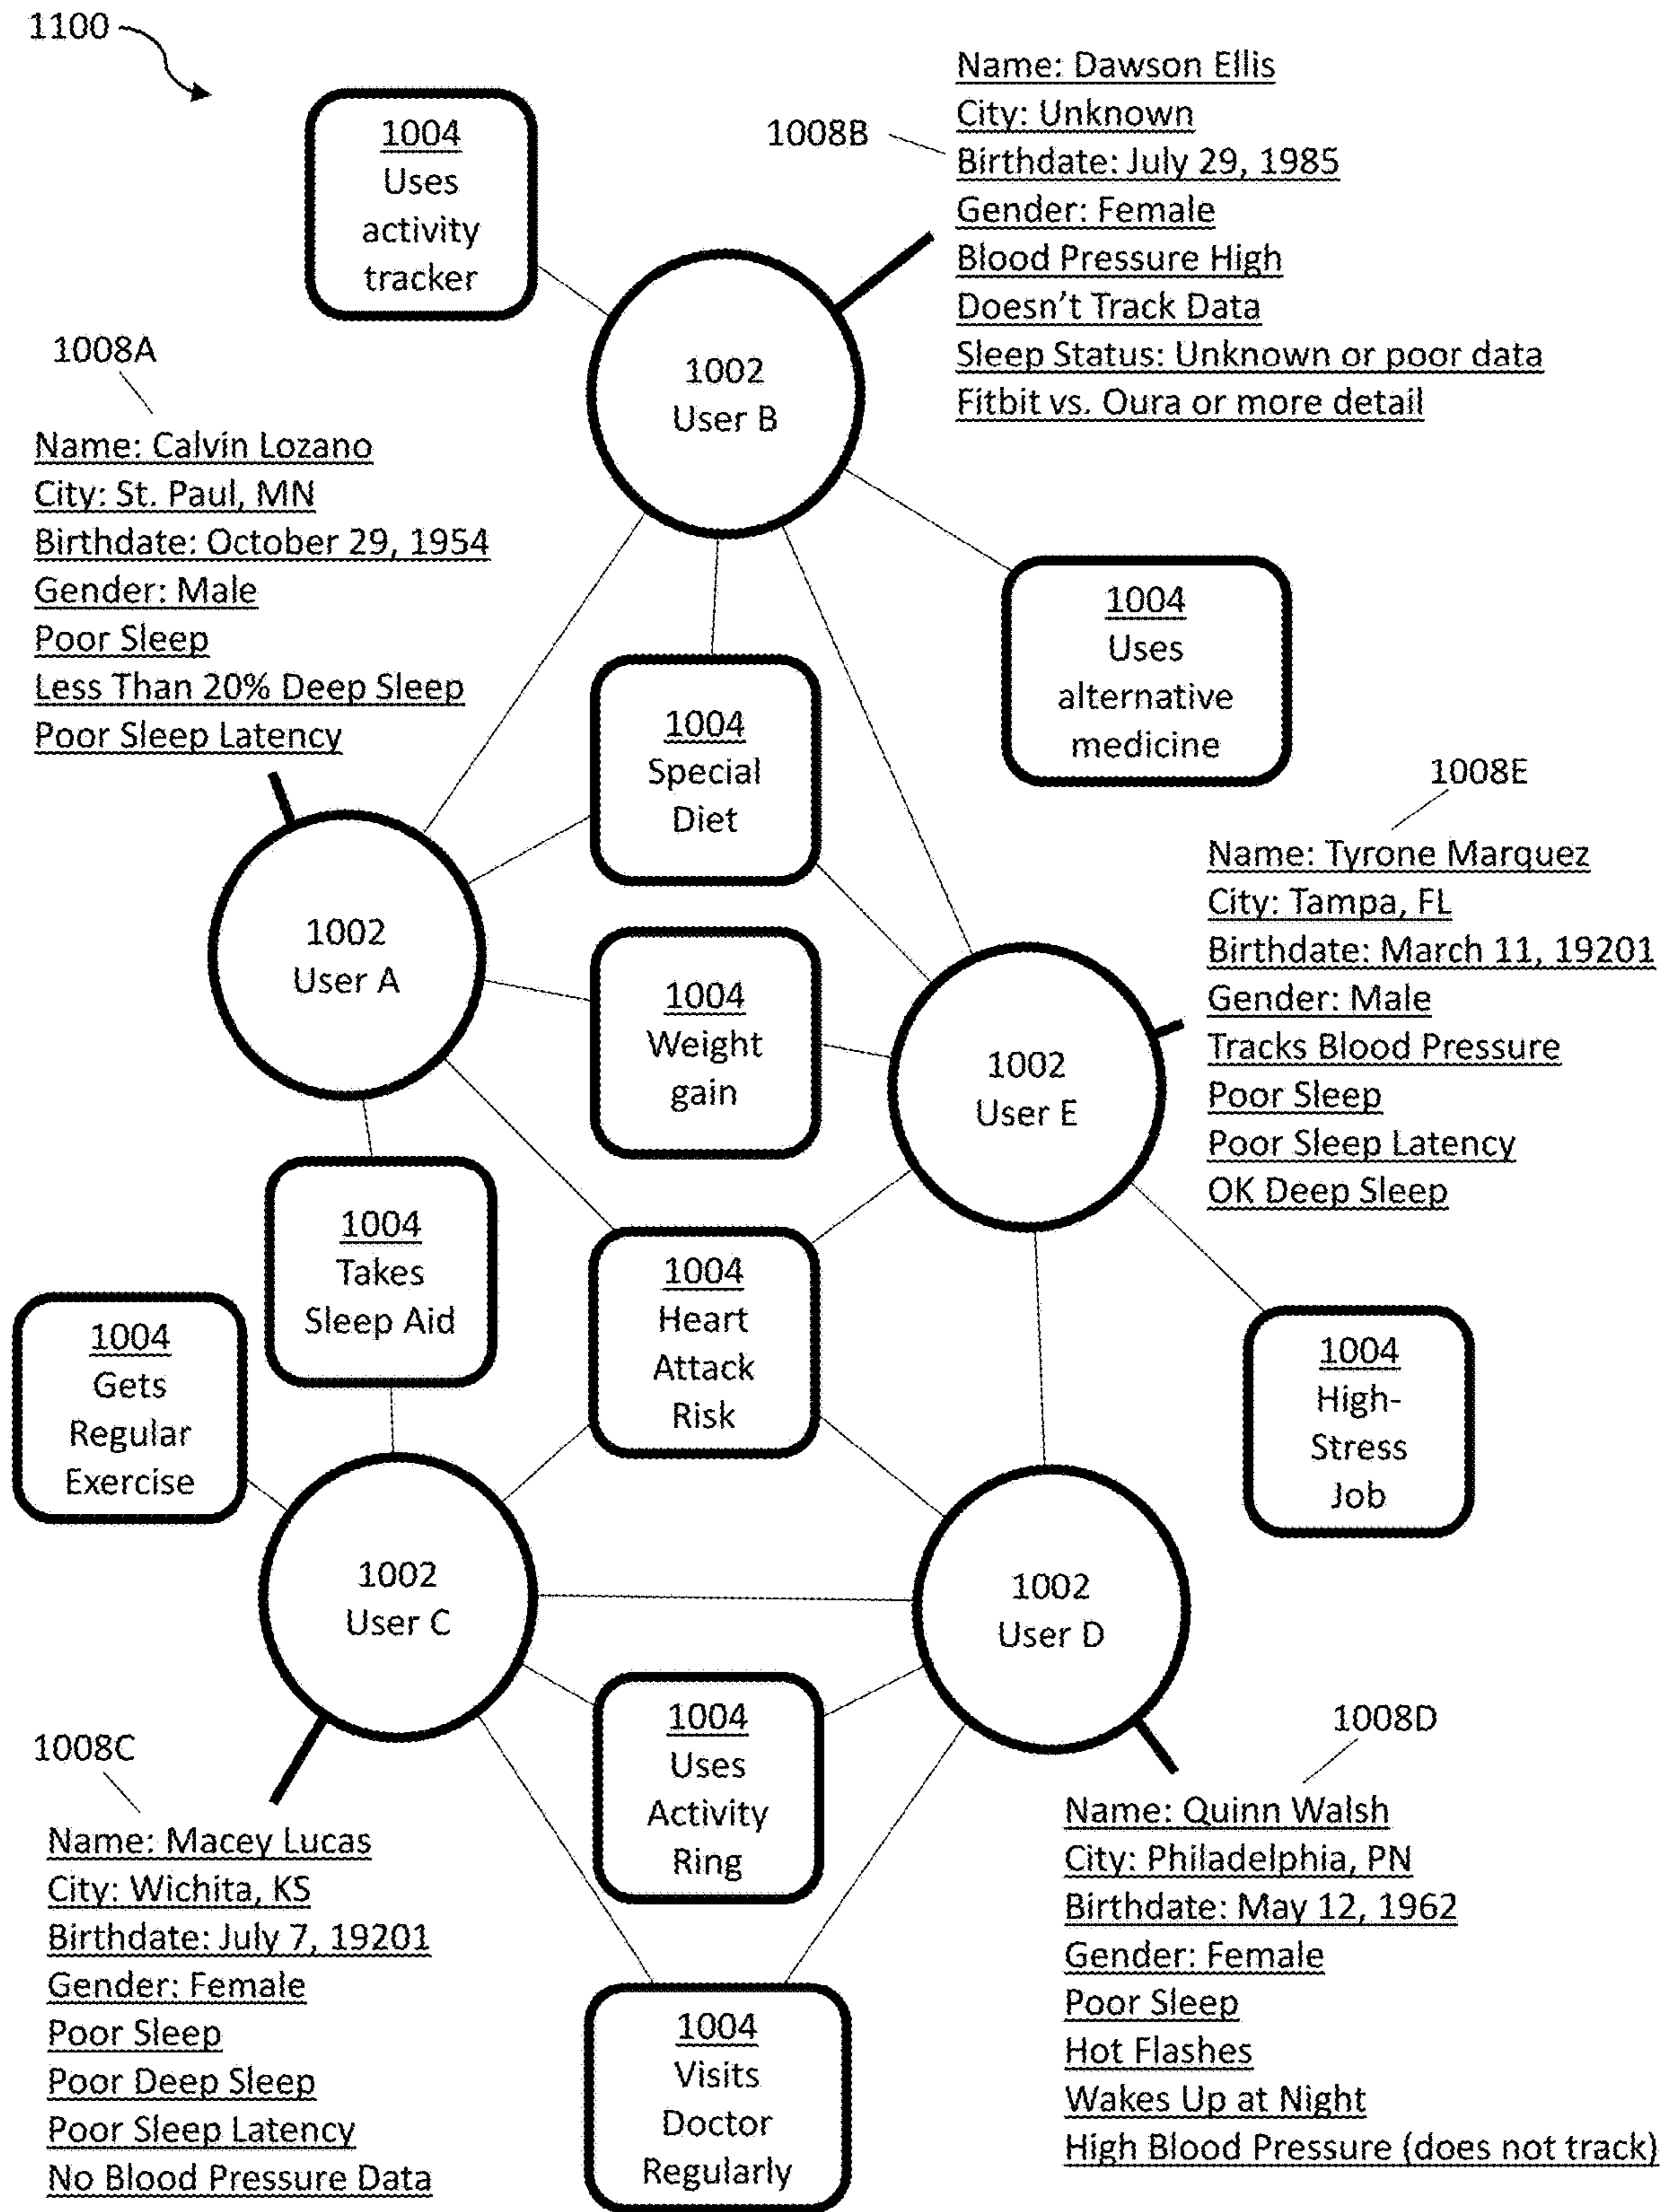 1100
1004
Uses
activity
tracker
1008B
Name: Dawson Ellis
City: Unknown
Birthdate: July 29, 1985
Gender: Female
Blood Pressure High
Doesn't Track Data
Sleep Status: Unknown or poor data
Fitbit vs. Oura or more detail
1002
User B
1008A
Name: Calvin Lozano
City: St. Paul, MN
Birthdate: October 29, 1954
Gender: Male
Poor Sleep
Less Than 20% Deep Sleep
Poor Sleep Latency
1004
Uses
alternative
medicine
1004
Special
Diet
1008E
Name: Tyrone Marquez
City: Tampa, FL
Birthdate: March 11, 19201
Gender: Male
Tracks Blood Pressure
Poor Sleep
Poor Sleep Latency
OK Deep Sleep
1002
User A
1004
Weight
gain
1002
User E
1004
Takes
Sleep Aid
1004
Heart
Attack
Risk
1004
Gets
Regular
Exercise
1004
High-
Stress
Job
1002
User C
1002
User D
1004
Uses
Activity
Ring
1008C
Name: Macey Lucas
City: Wichita, KS
Birthdate: July 7, 19201
Gender: Female
Poor Sleep
Poor Deep Sleep
Poor Sleep Latency
No Blood Pressure Data
1008D
Name: Quinn Walsh
City: Philadelphia, PN
Birthdate: May 12, 1962
Gender: Female
Poor Sleep
Hot Flashes
Wakes Up at Night
High Blood Pressure (does not track)
1004
Visits
Doctor
Regularly